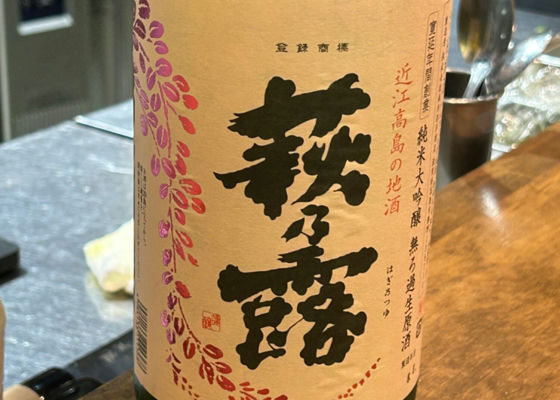 登録商標
寛延年間創業
純米大吟醸 無ろ過生原酒
近江高島の地酒
萩乃露
はぎのつゆ